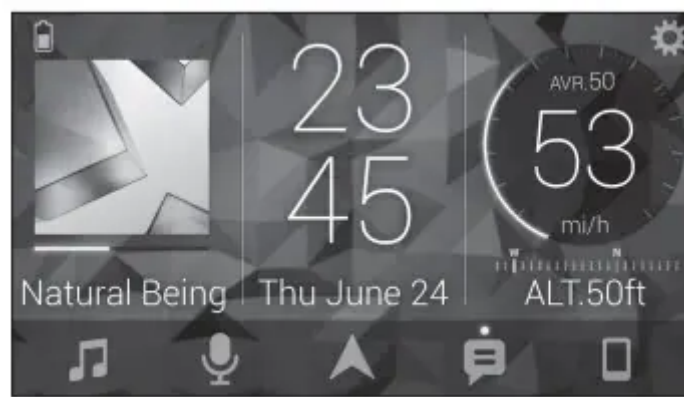 23
45
AVR.50
53
mi/h
W N
Natural Being
Thu June 24
ALT.50ft